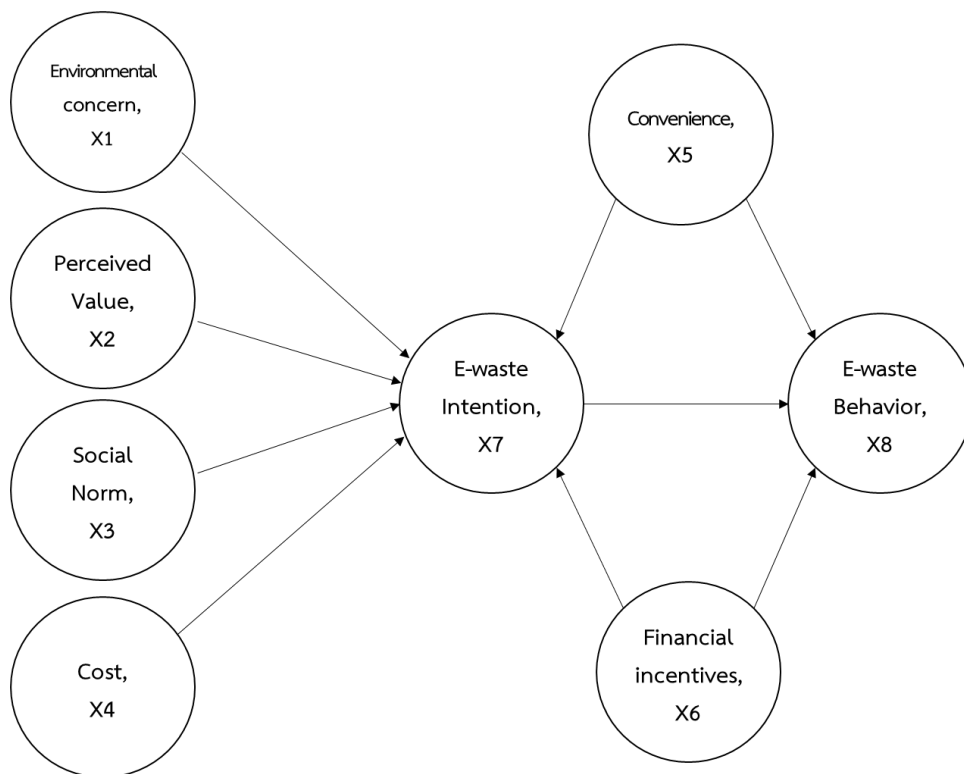 Environmental
concern,
X1
Perceived
Value,
X2
Social
Norm,
X3
Cost,
X4
Convenience,
X5
E-waste
Intention,
X7
E-waste
Behavior,
X8
Financial
incentives,
X6